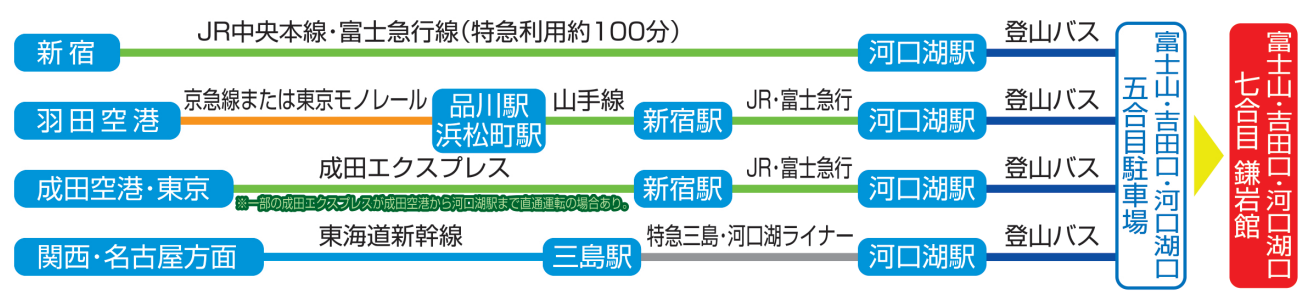 JR中央本線・富士急行線（特急利用約100分）
登山バス
新宿
河口湖駅
京急線または東京モノレール
山手線
JR・富士急行
登山バス
羽田空港
品川駅
浜松町駅
新宿駅
河口湖駅
成田エクスプレス
JR・富士急行
登山バス
成田空港・東京
新宿駅
河口湖駅
※一部の成田エクスプレスが成田空港から河口湖駅まで直通運転の場合あり。
東海道新幹線
特急三島・河口湖ライナー
登山バス
関西・名古屋方面
三島駅
河口湖駅
富士山・吉田口・河口湖口
五合目駐車場
富士山・吉田口・河口湖口
七合目 鎌岩館